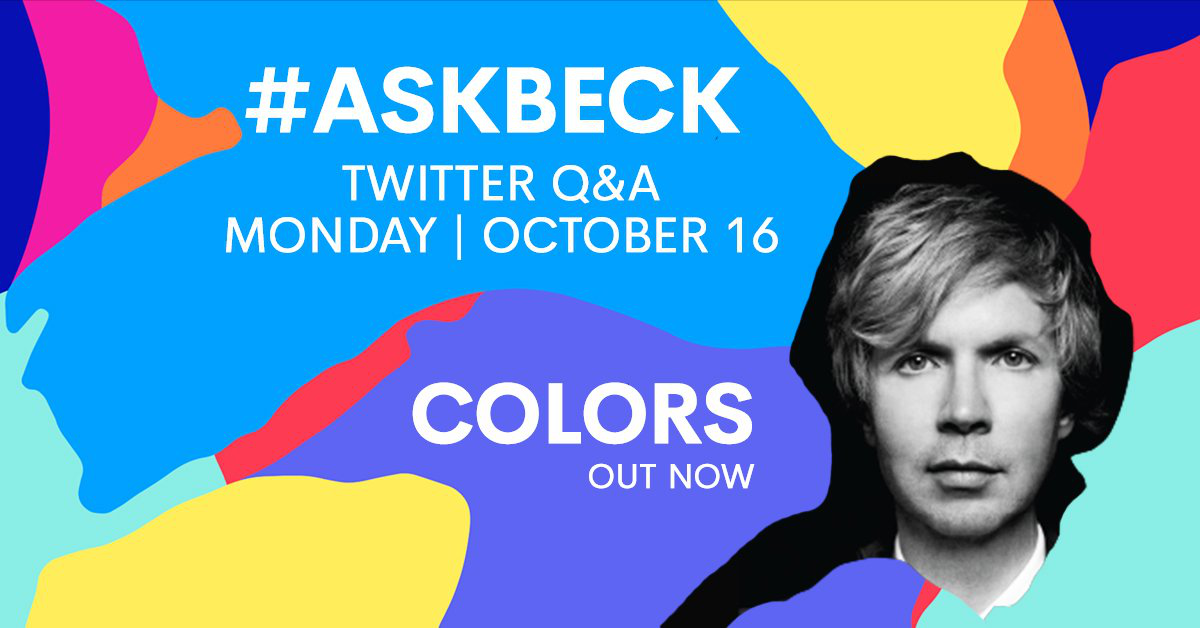 #ASKBECK
TWITTER Q&A
MONDAY | OCTOBER 16
COLORS
OUT NOW